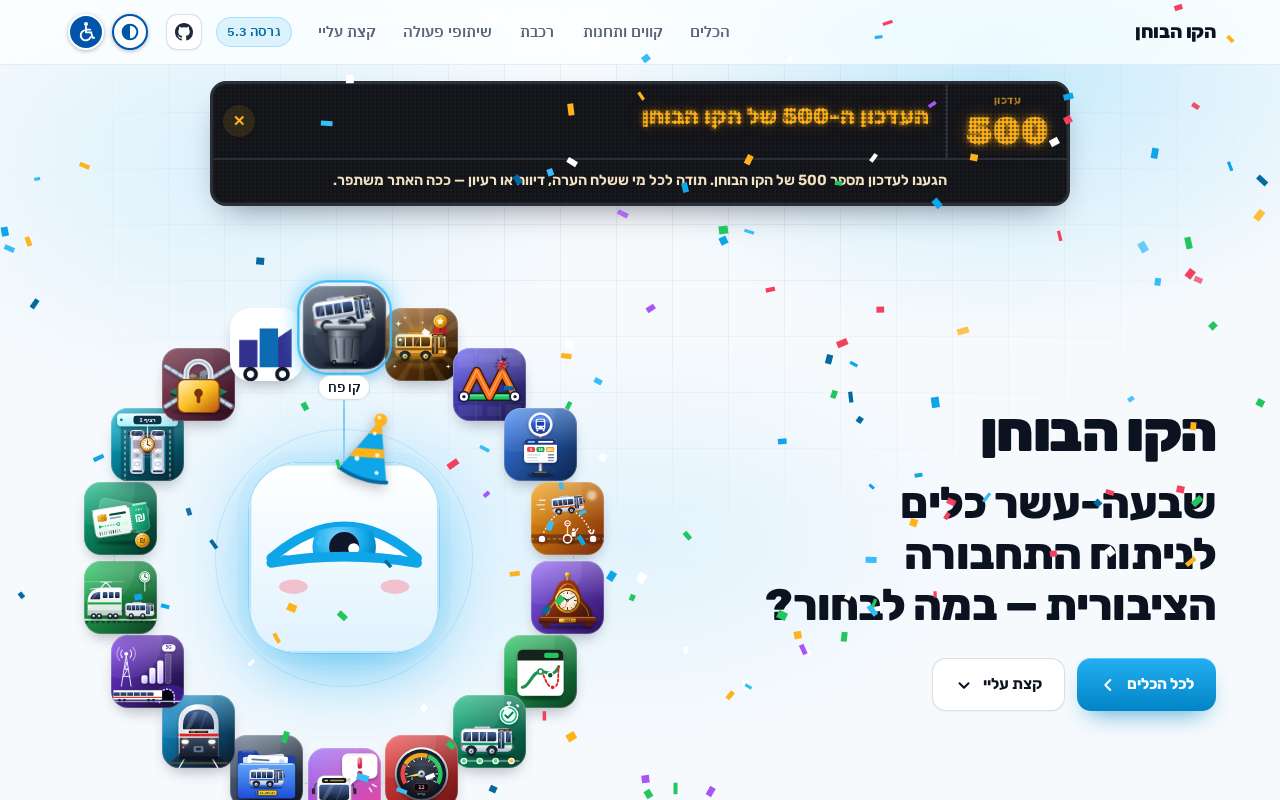 הקו הבוחן
הכלים
קווים ותחנות
רכבת
שיתופי פעולה
קצת עליי
גרסה 5.3
עדכון
500
העדכון ה-500 של הקו הבוחן
הגענו לעדכון מספר 500 של הקו הבוחן. תודה לכל מי ששלח הערה, דיווח או רעיון — ככה האתר משתפר.
קו פח
הקו הבוחן
שבעה-עשר כלים
לניתוח התחבורה
הציבורית — במה לבחור?
לכל הכלים
קצת עליי